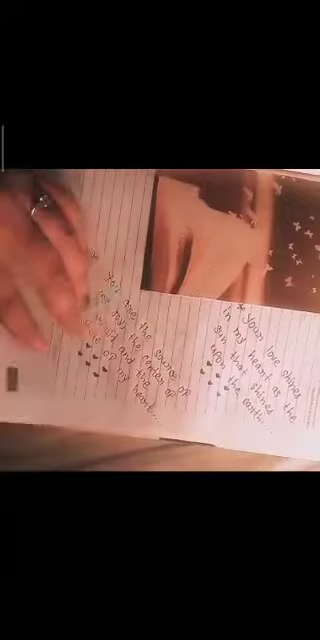 * Your love shines
in my heart as the
sun that shines
upon the earth.
You are the source of
my joy, the center of
my world and the
of my
heart...